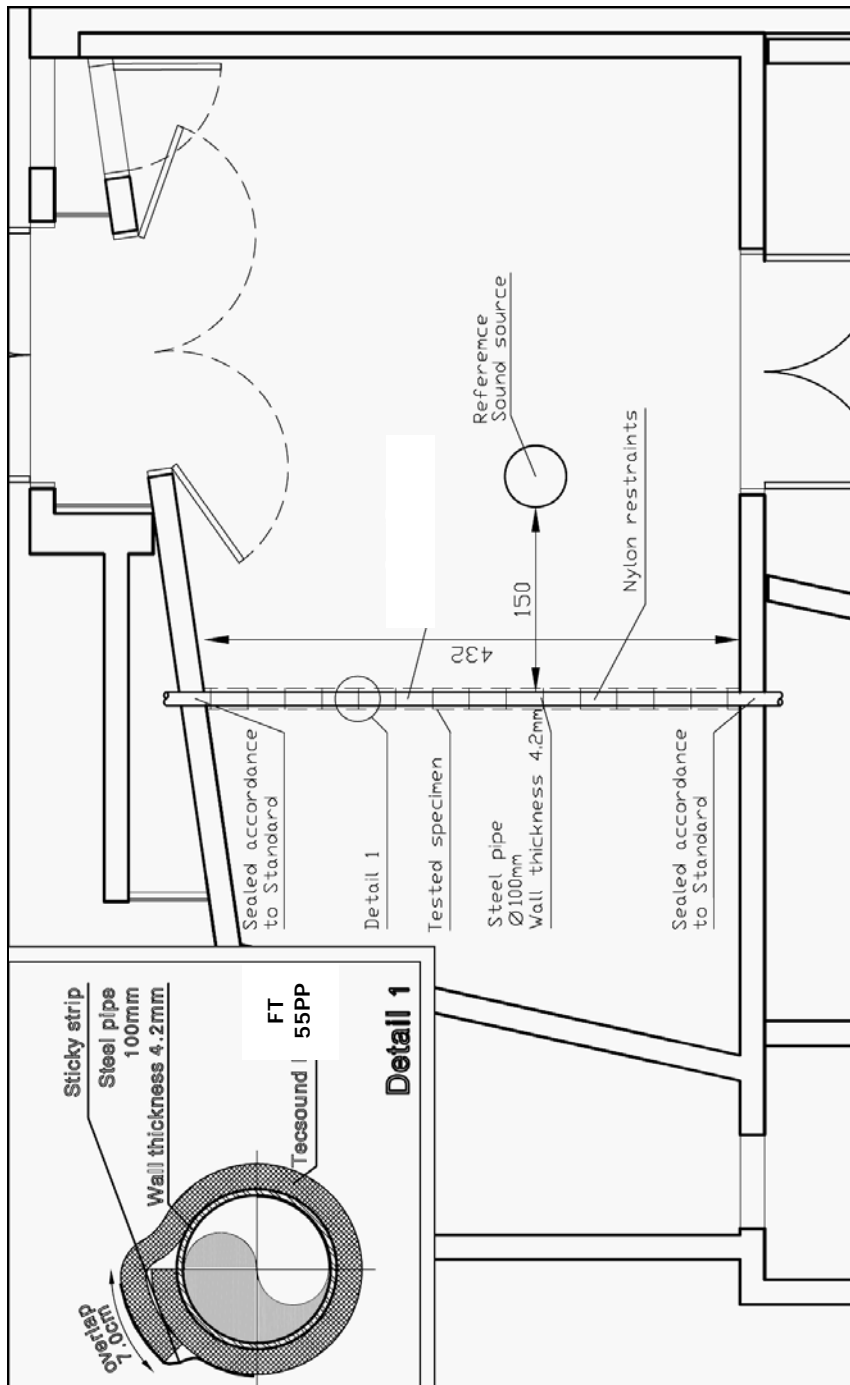 Reference
Sound source
Nylon restraints
150
432
Sealed accordance
to Standard
Detail 1
Tested specimen
Steel pipe
Ø100mm
Wall thickness 4.2mm
Sealed accordance
to Standard
Sticky strip
Steel pipe
100mm
Wall thickness 4.2mm
FT
55PP
Tecsound
Detail 1
overlap
7,0cm